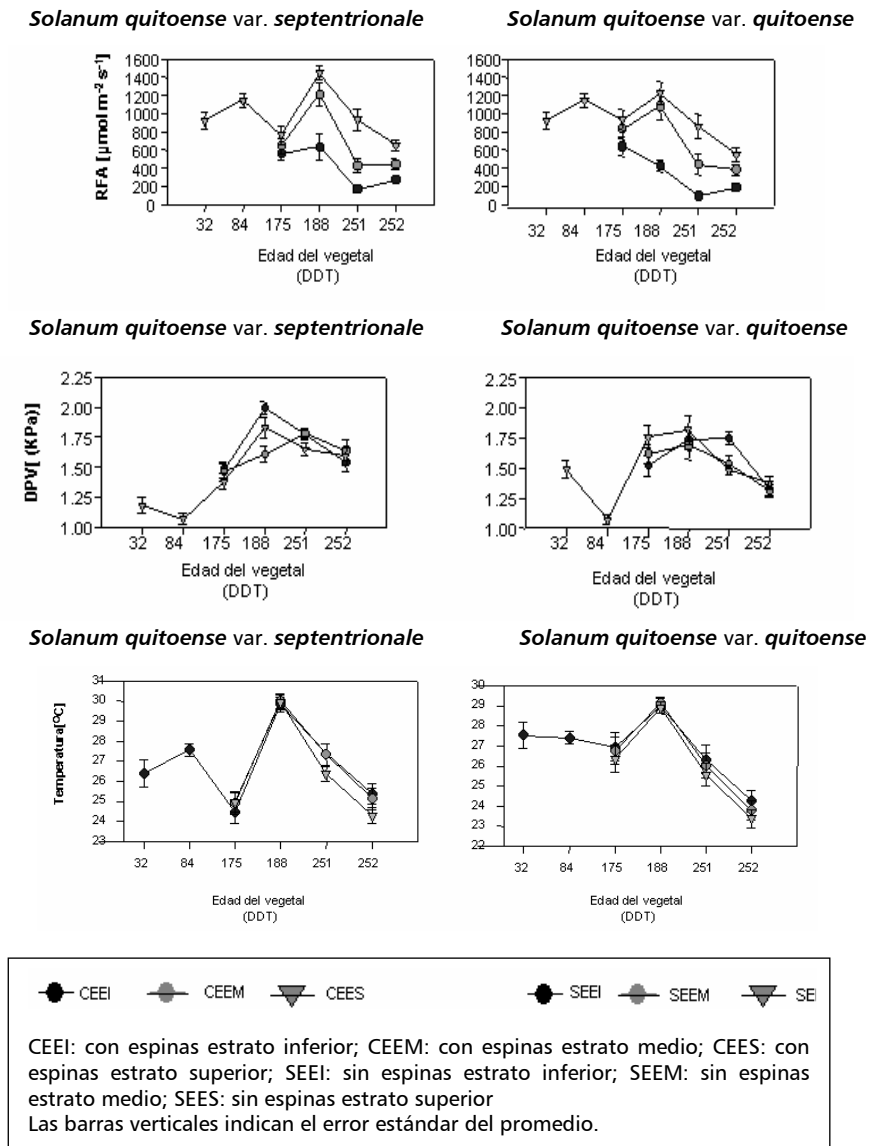 Solanum quitoense var. septentrionale
Solanum quitoense var. quitoense
RFA [µmol m-2 s-1]
1600
1400
1200
1000
800
600
400
200
0
32 84 175 188 251 252
Edad del vegetal
(DDT)
1600
1400
1200
1000
800
600
400
200
0
32 84 175 188 251 252
Edad del vegetal
(DDT)
Solanum quitoense var. septentrionale
Solanum quitoense var. quitoense
DPV[ (KPa)]
2.25
2.00
1.75
1.50
1.25
1.00
32 84 175 188 251 252
Edad del vegetal
(DDT)
2.25
2.00
1.75
1.50
1.25
1.00
32 84 175 188 251 252
Edad del vegetal
(DDT)
Solanum quitoense var. septentrionale
Solanum quitoense var. quitoense
Temperatura[ºC]
31
30
28
27
26
25
24
23
32 84 175 188 251 252
Edad del vegetal
(DDT)
30
29
27
26
25
24
23
22
32 84 175 188 251 252
Edad del vegetal
(DDT)
CEEI CEEM CEES
SEEI SEEM SEI
CEEI: con espinas estrato inferior; CEEM: con espinas estrato medio; CEES: con
espinas estrato superior; SEEI: sin espinas estrato inferior; SEEM: sin espinas
estrato medio; SEES: sin espinas estrato superior
Las barras verticales indican el error estándar del promedio.